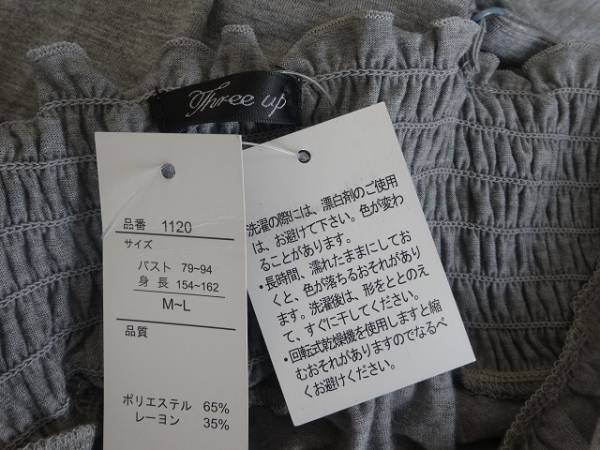 Three up
品番 1120
サイズ
バスト 79~94
身長 154~162
M~L
品質
ポリエステル 65%
レーヨン 35%
洗濯の際には、漂白剤のご使用
は、お避けて下さい。色が変わ
ることがあります。
・長時間、濡れたままにしてお
くと、色が落ちるおそれがあり
ます。洗濯後は、形をととのえ
て、すぐに干してください。
・回転式乾燥機を使用しますと縮
むおそれがありますのでなるべ
くお避けください。